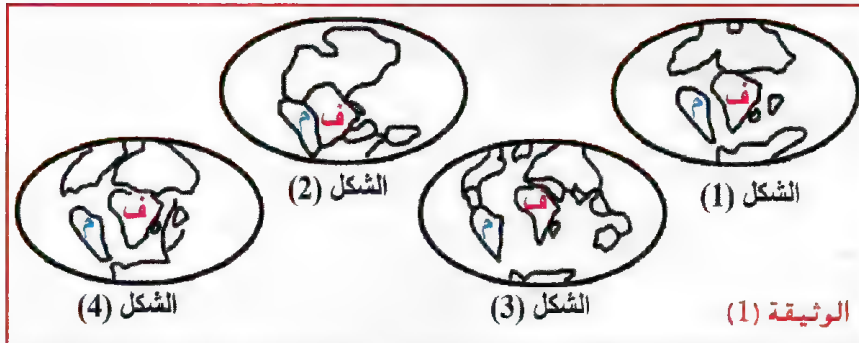 م ف
الشكل (1)
م ف
الشكل (2)
م ف
الشكل (3)
م ف
الشكل (4)
الوثيقة (1)